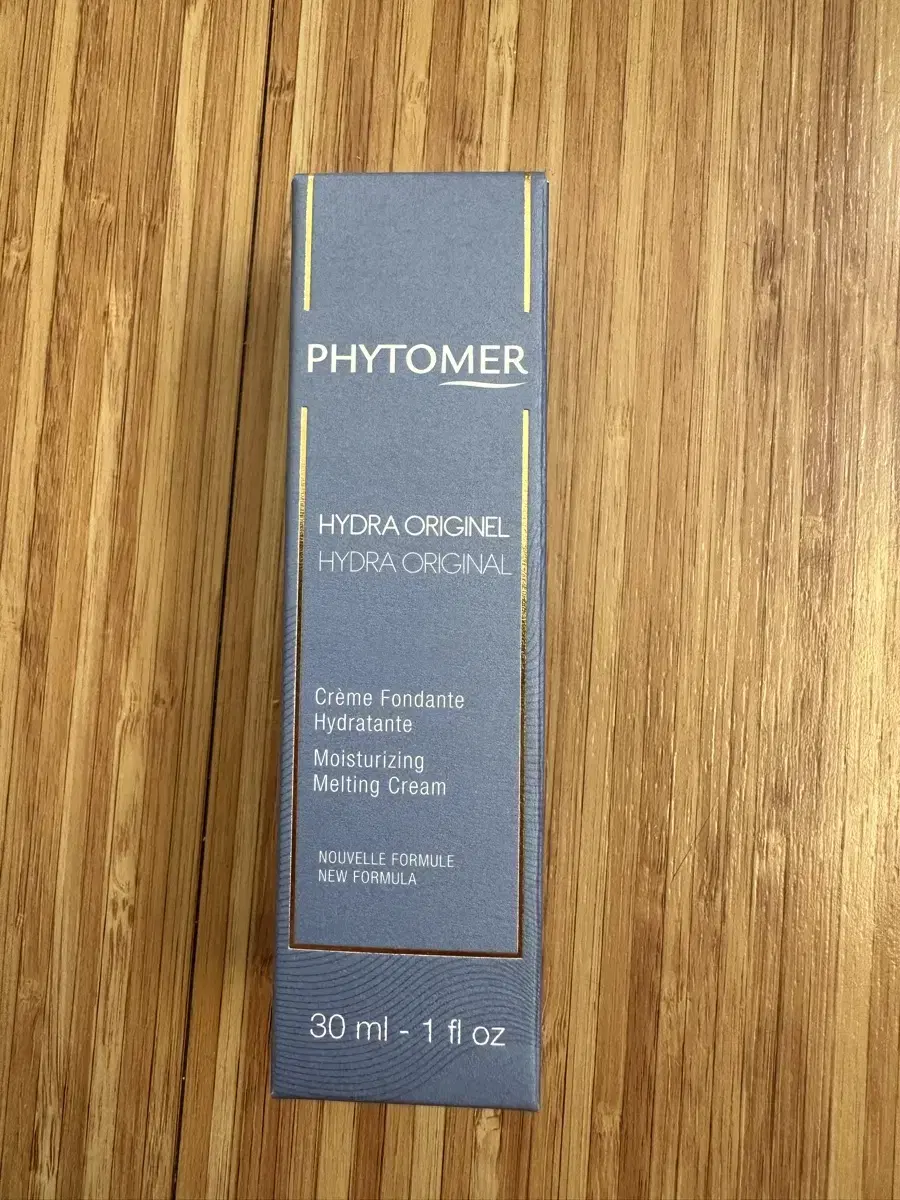 PHYTOMER
HYDRA ORIGINEL
HYDRA ORIGINAL
Crème Fondante
Hydratante
Moisturizing
Melting Cream
NOUVELLE FORMULE
NEW FORMULA
30 ml - 1 fl oz